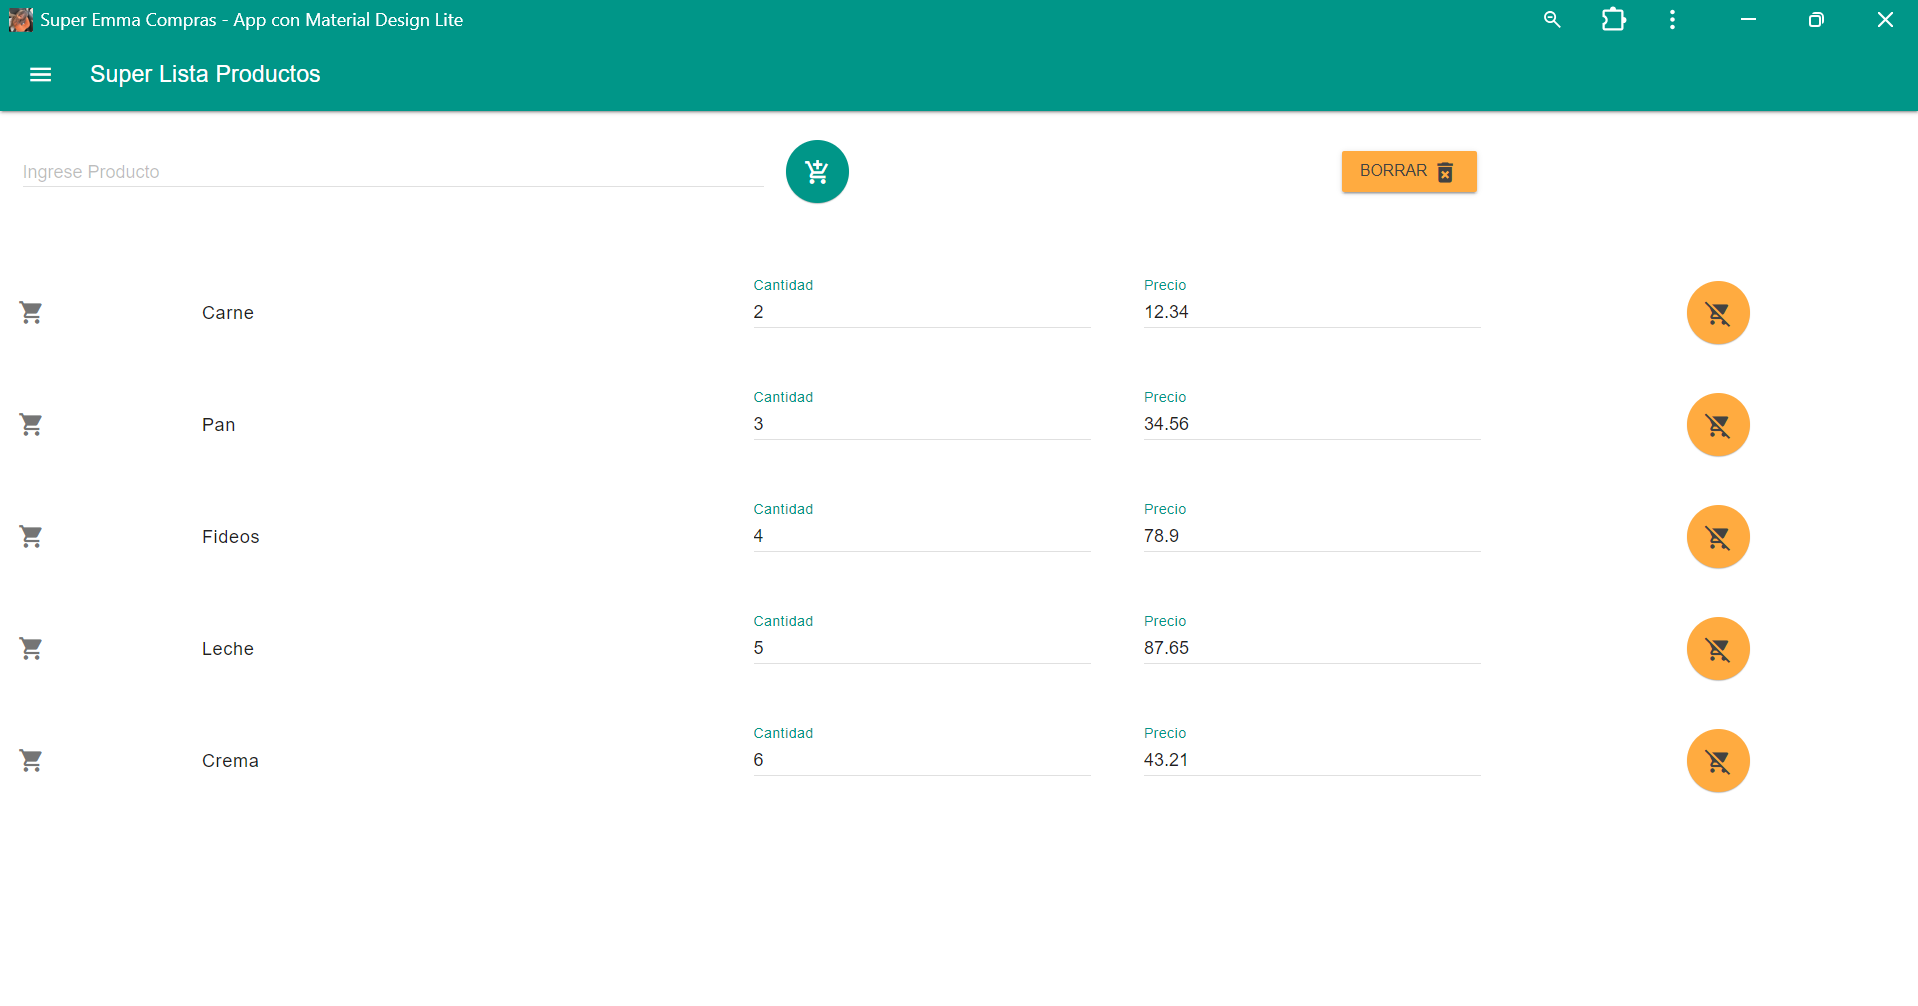 Super Emma Compras - App con Material Design Lite
Super Lista Productos
Ingrese Producto
BORRAR
Carne
Cantidad
2
Precio
12.34
Pan
Cantidad
3
Precio
34.56
Fideos
Cantidad
4
Precio
78.9
Leche
Cantidad
5
Precio
87.65
Crema
Cantidad
6
Precio
43.21